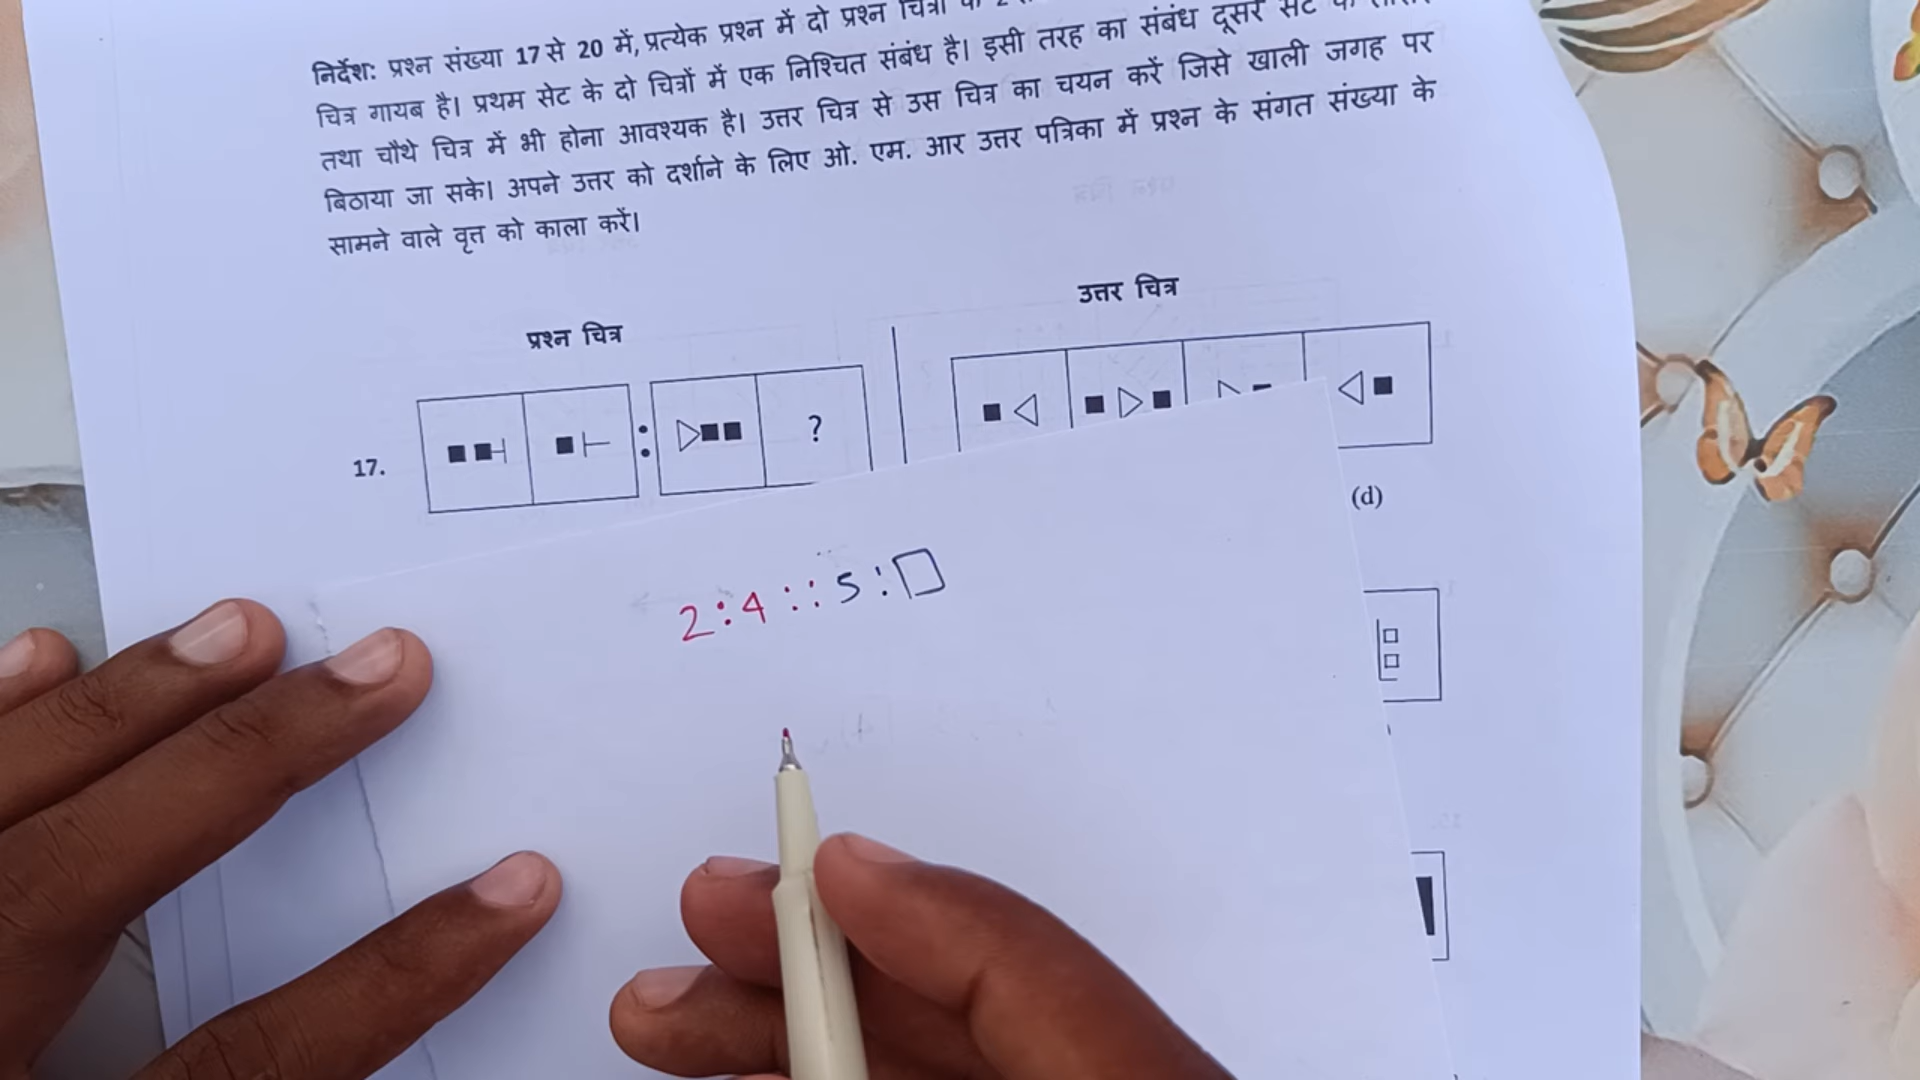 निर्देश: प्रश्न संख्या 17 से 20 में, प्रत्येक प्रश्न में दो प्रश्न चित्रों के 2
चित्र गायब है। प्रथम सेट के दो चित्रों में एक निश्चित संबंध है। इसी तरह का संबंध दूसरे सेट के
तथा चौथे चित्र में भी होना आवश्यक है। उत्तर चित्र से उस चित्र का चयन करें जिसे खाली जगह पर
बिठाया जा सके। अपने उत्तर को दर्शाने के लिए ओ. एम. आर उत्तर पत्रिका में प्रश्न के संगत संख्या के
सामने वाले वृत्त को काला करें।
प्रश्न चित्र
उत्तर चित्र
17.
?
(d)
2:4::5:□